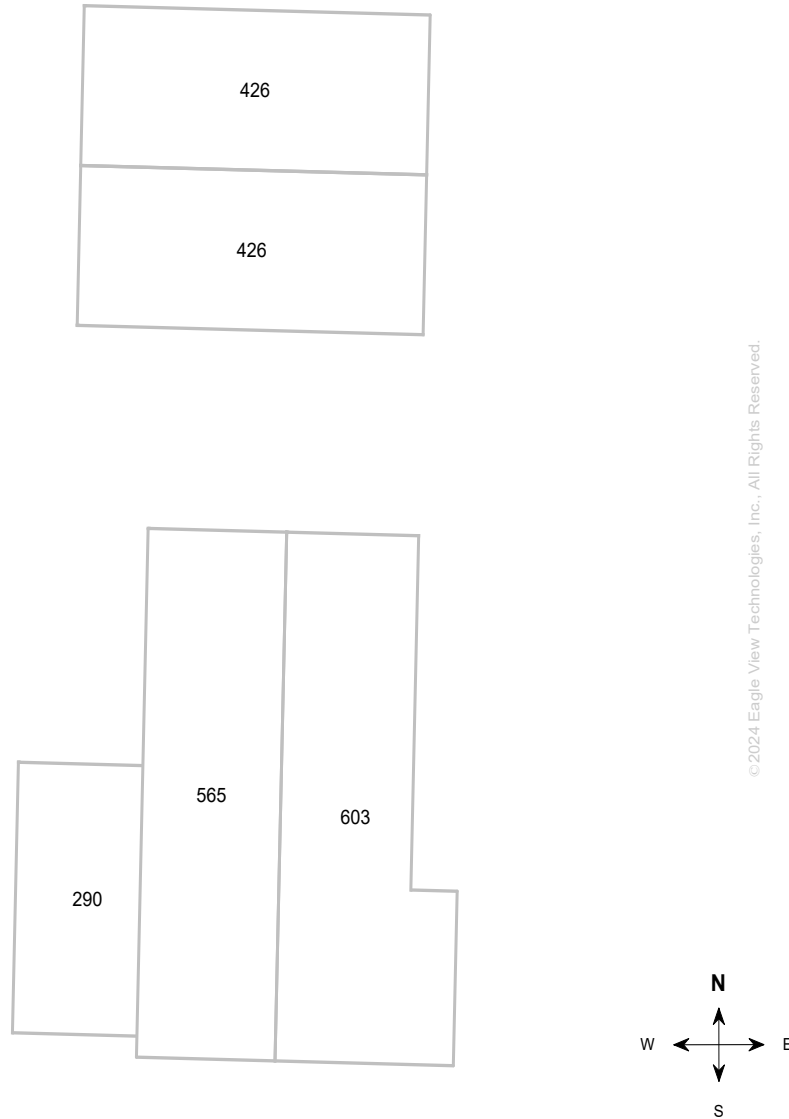 426
426
©2024 Eagle View Technologies, Inc., All Rights Reserved.
565
603
290
N
W
E
S